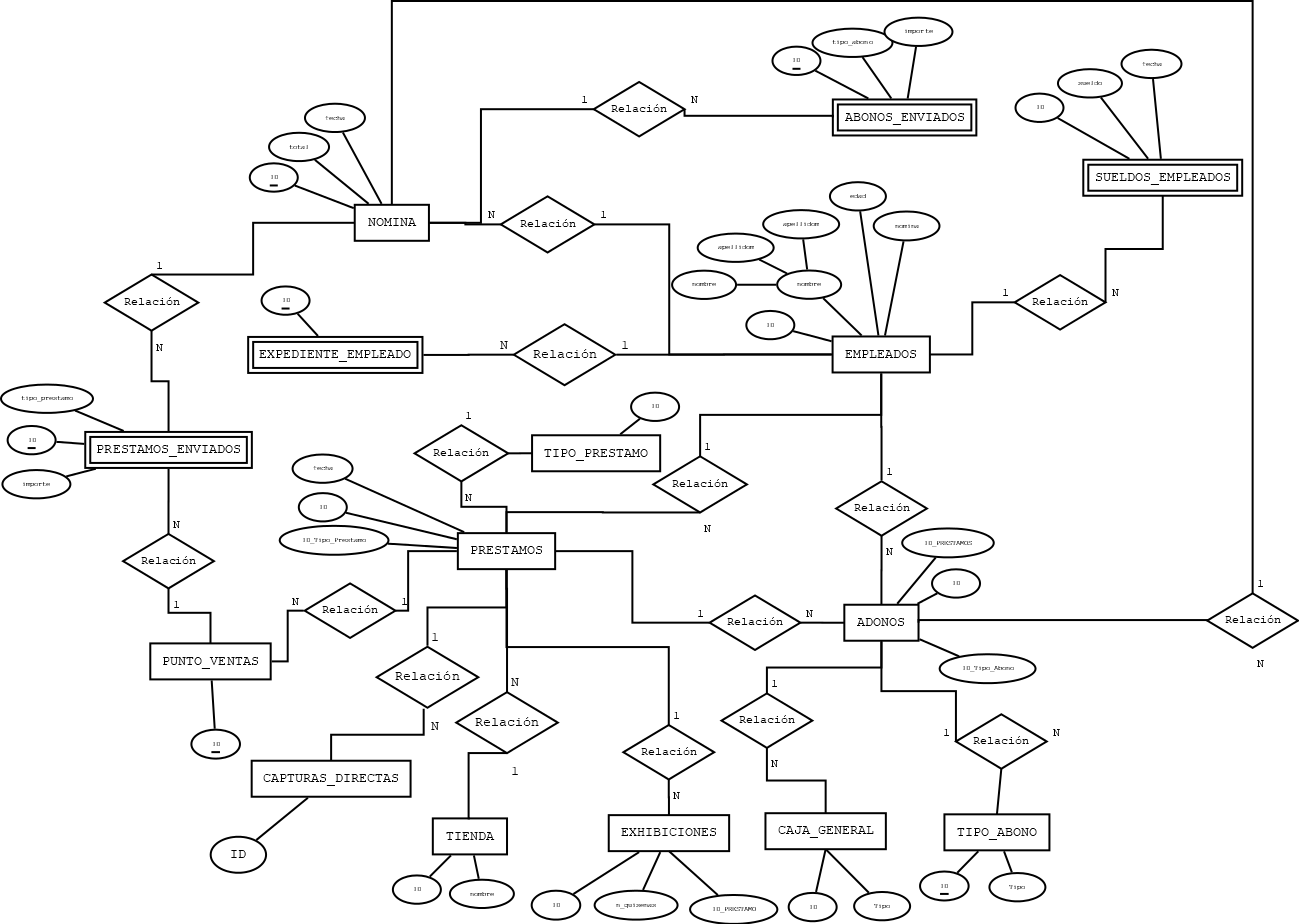 importe
tipo_abono
ID
fecha
sueldo
ID
1
Relación
N
ABONOS_ENVIADOS
fecha
total
ID
SUELDOS_EMPLEADOS
NOMINA
N
Relación
1
edad
apellidom
nombre
1
Relación
N
apellidom
nombre
nombre
ID
1
Relación
N
ID
EXPEDIENTE_EMPLEADO
N
Relación
1
ID
EMPLEADOS
tipo_prestamo
ID
importe
PRESTAMOS_ENVIADOS
1
Relación
N
TIPO_PRESTAMO
ID
1
Relación
N
1
Relación
N
fecha
ID
ID_Tipo_Prestamo
PRESTAMOS
ID_PRESTAMOS
ID
N
Relación
1
N
Relación
1
1
Relación
N
ADONOS
1
Relación
N
PUNTO_VENTAS
ID
ID_Tipo_Abono
1
Relación
N
N
Relación
1
1
Relación
N
1
Relación
N
1
Relación
N
CAPTURAS_DIRECTAS
ID
TIENDA
ID
nombre
EXHIBICIONES
ID
n_quisenas
ID_PRESTAMO
CAJA_GENERAL
ID
Tipo
TIPO_ABONO
ID
Tipo